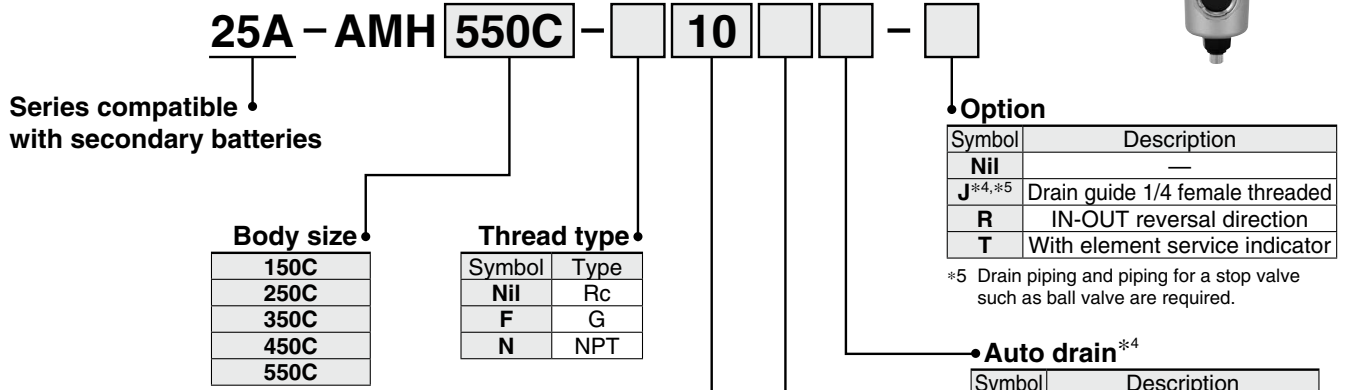 25A – AMH 550C – 10 –
Series compatible
with secondary batteries
Body size
150C
250C
350C
450C
550C
Thread type
Symbol Type
Nil Rc
F G
N NPT
Option
Symbol Description
Nil —
J*4,*5 Drain guide 1/4 female threaded
R IN-OUT reversal direction
T With element service indicator
*5 Drain piping and piping for a stop valve
such as ball valve are required.
Auto drain*4
Symbol Description